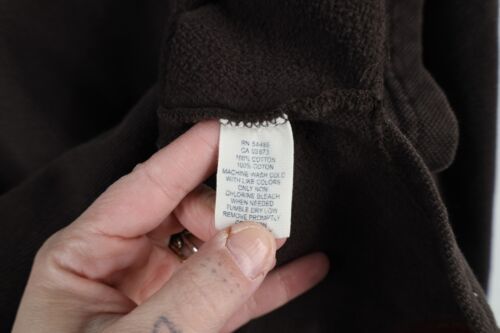 RN 54485
CA 03873
100% COTTON
100% COTON
MACHINE WASH COLD
WITH LIKE COLORS
ONLY NON
CHLORINE BLEACH
WHEN NEEDED
TUMBLE DRY LOW
REMOVE PROMPTLY